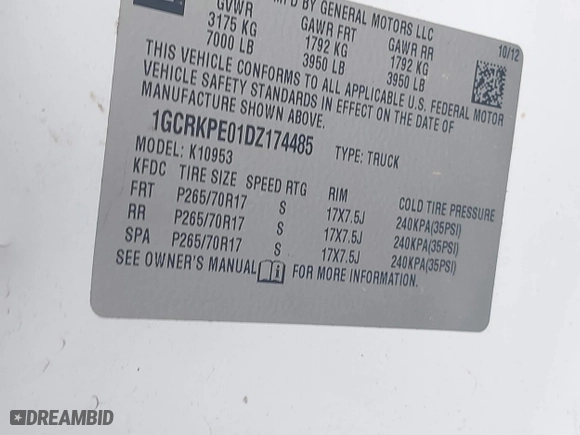 MFD BY GENERAL MOTORS LLC
GVWR GAWR FRT GAWR RR
3175 KG 1792 KG 1792 KG
7000 LB 3950 LB 3950 LB
10/12
THIS VEHICLE CONFORMS TO ALL APPLICABLE U.S. FEDERAL MOTOR
VEHICLE SAFETY STANDARDS IN EFFECT ON THE DATE OF
MANUFACTURE SHOWN ABOVE.
1GCRKPE01DZ174485 TYPE: TRUCK
MODEL: K10953
KFDC TIRE SIZE SPEED RTG RIM COLD TIRE PRESSURE
FRT P265/70R17 S 17X7.5J 240KPA(35PSI)
RR P265/70R17 S 17X7.5J 240KPA(35PSI)
SPA P265/70R17 S 17X7.5J 240KPA(35PSI)
SEE OWNER'S MANUAL FOR MORE INFORMATION.
DREAMBID